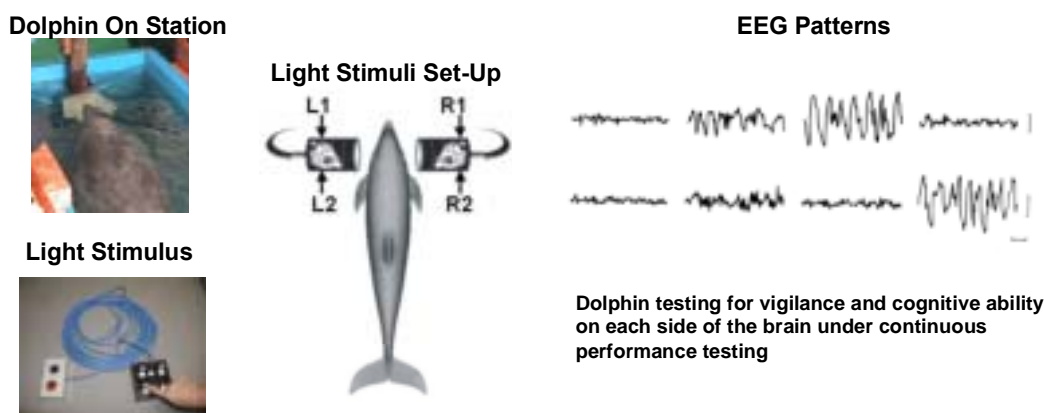 Dolphin On Station
EEG Patterns
Light Stimuli Set-Up
L1
R1
L2
R2
Light Stimulus
Dolphin testing for vigilance and cognitive ability
on each side of the brain under continuous
performance testing